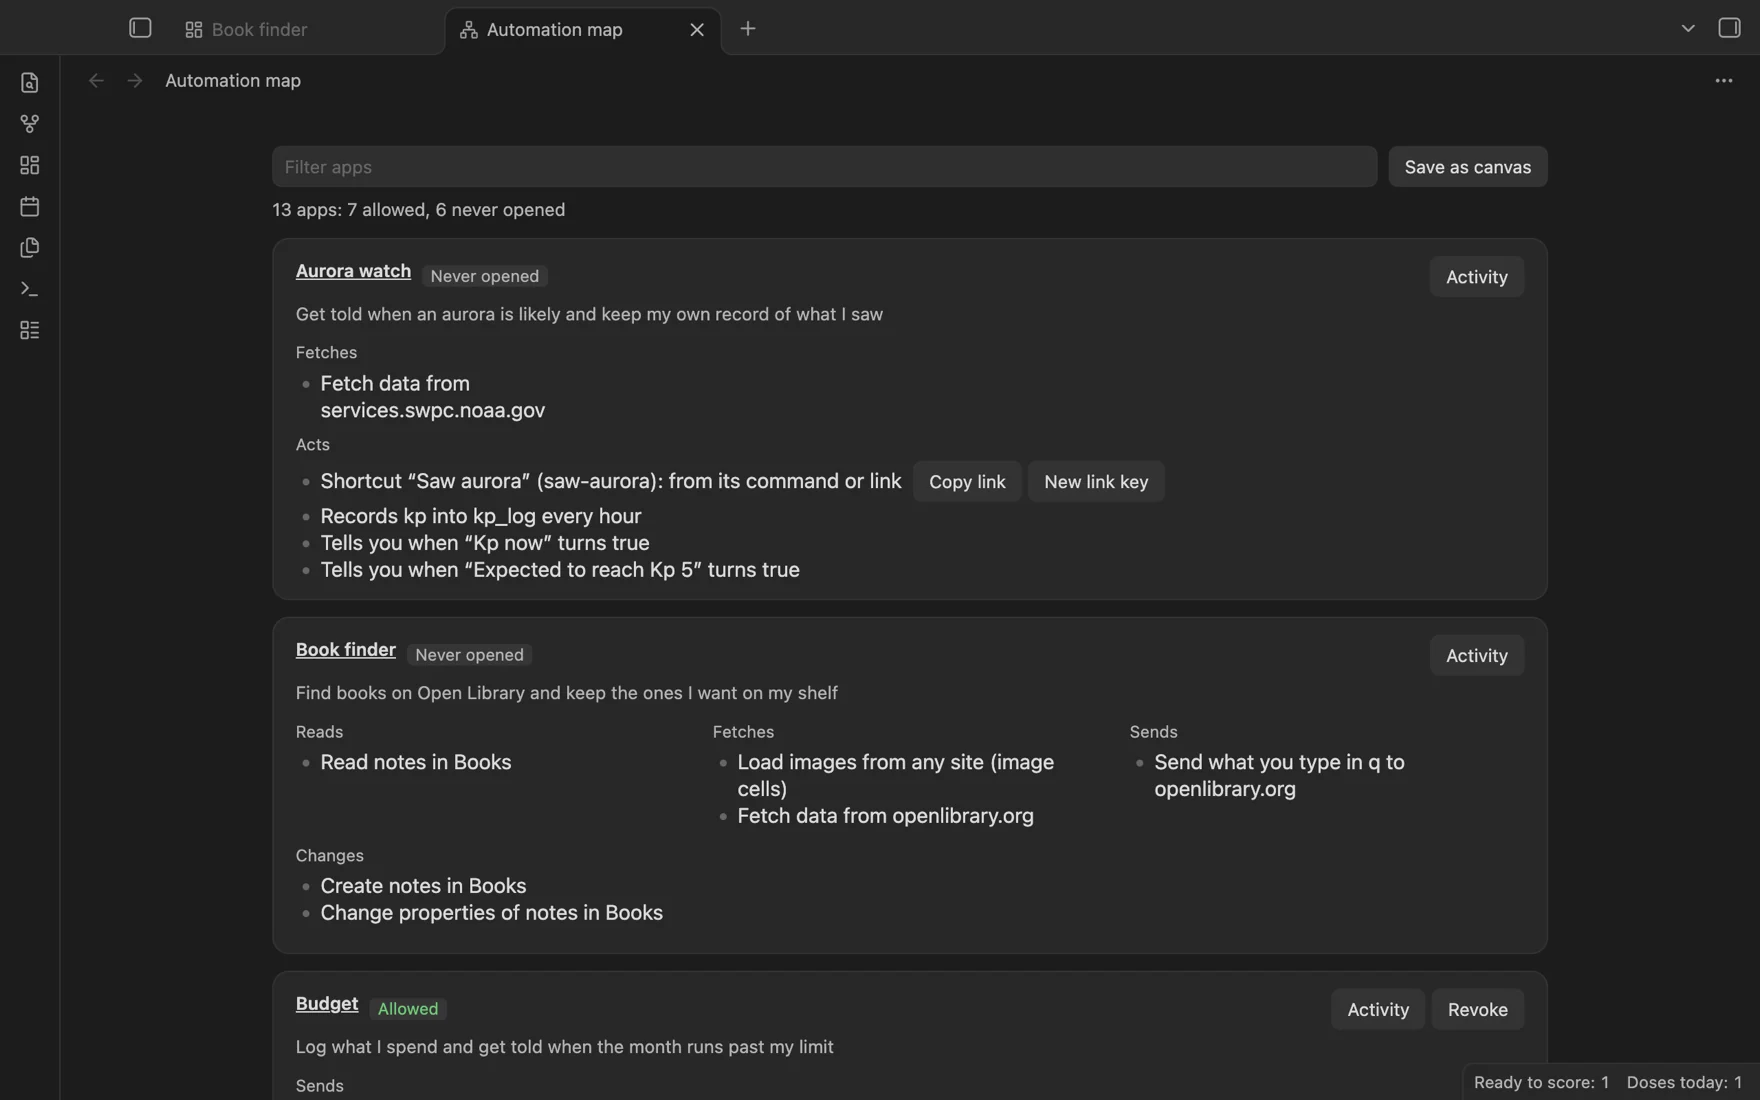 Book finder
Automation map
Automation map
Filter apps
Save as canvas
13 apps: 7 allowed, 6 never opened
Aurora watch
Never opened
Activity
Get told when an aurora is likely and keep my own record of what I saw
Fetches
Fetch data from
services.swpc.noaa.gov
Acts
Shortcut “Saw aurora” (saw-aurora): from its command or link
Copy link
New link key
Records kp into kp_log every hour
Tells you when “Kp now” turns true
Tells you when “Expected to reach Kp 5” turns true
Book finder
Never opened
Activity
Find books on Open Library and keep the ones I want on my shelf
Reads
Read notes in Books
Fetches
Load images from any site (image
cells)
Fetch data from openlibrary.org
Sends
Send what you type in q to
openlibrary.org
Changes
Create notes in Books
Change properties of notes in Books
Budget
Allowed
Activity
Revoke
Log what I spend and get told when the month runs past my limit
Sends
Ready to score: 1
Doses today: 1